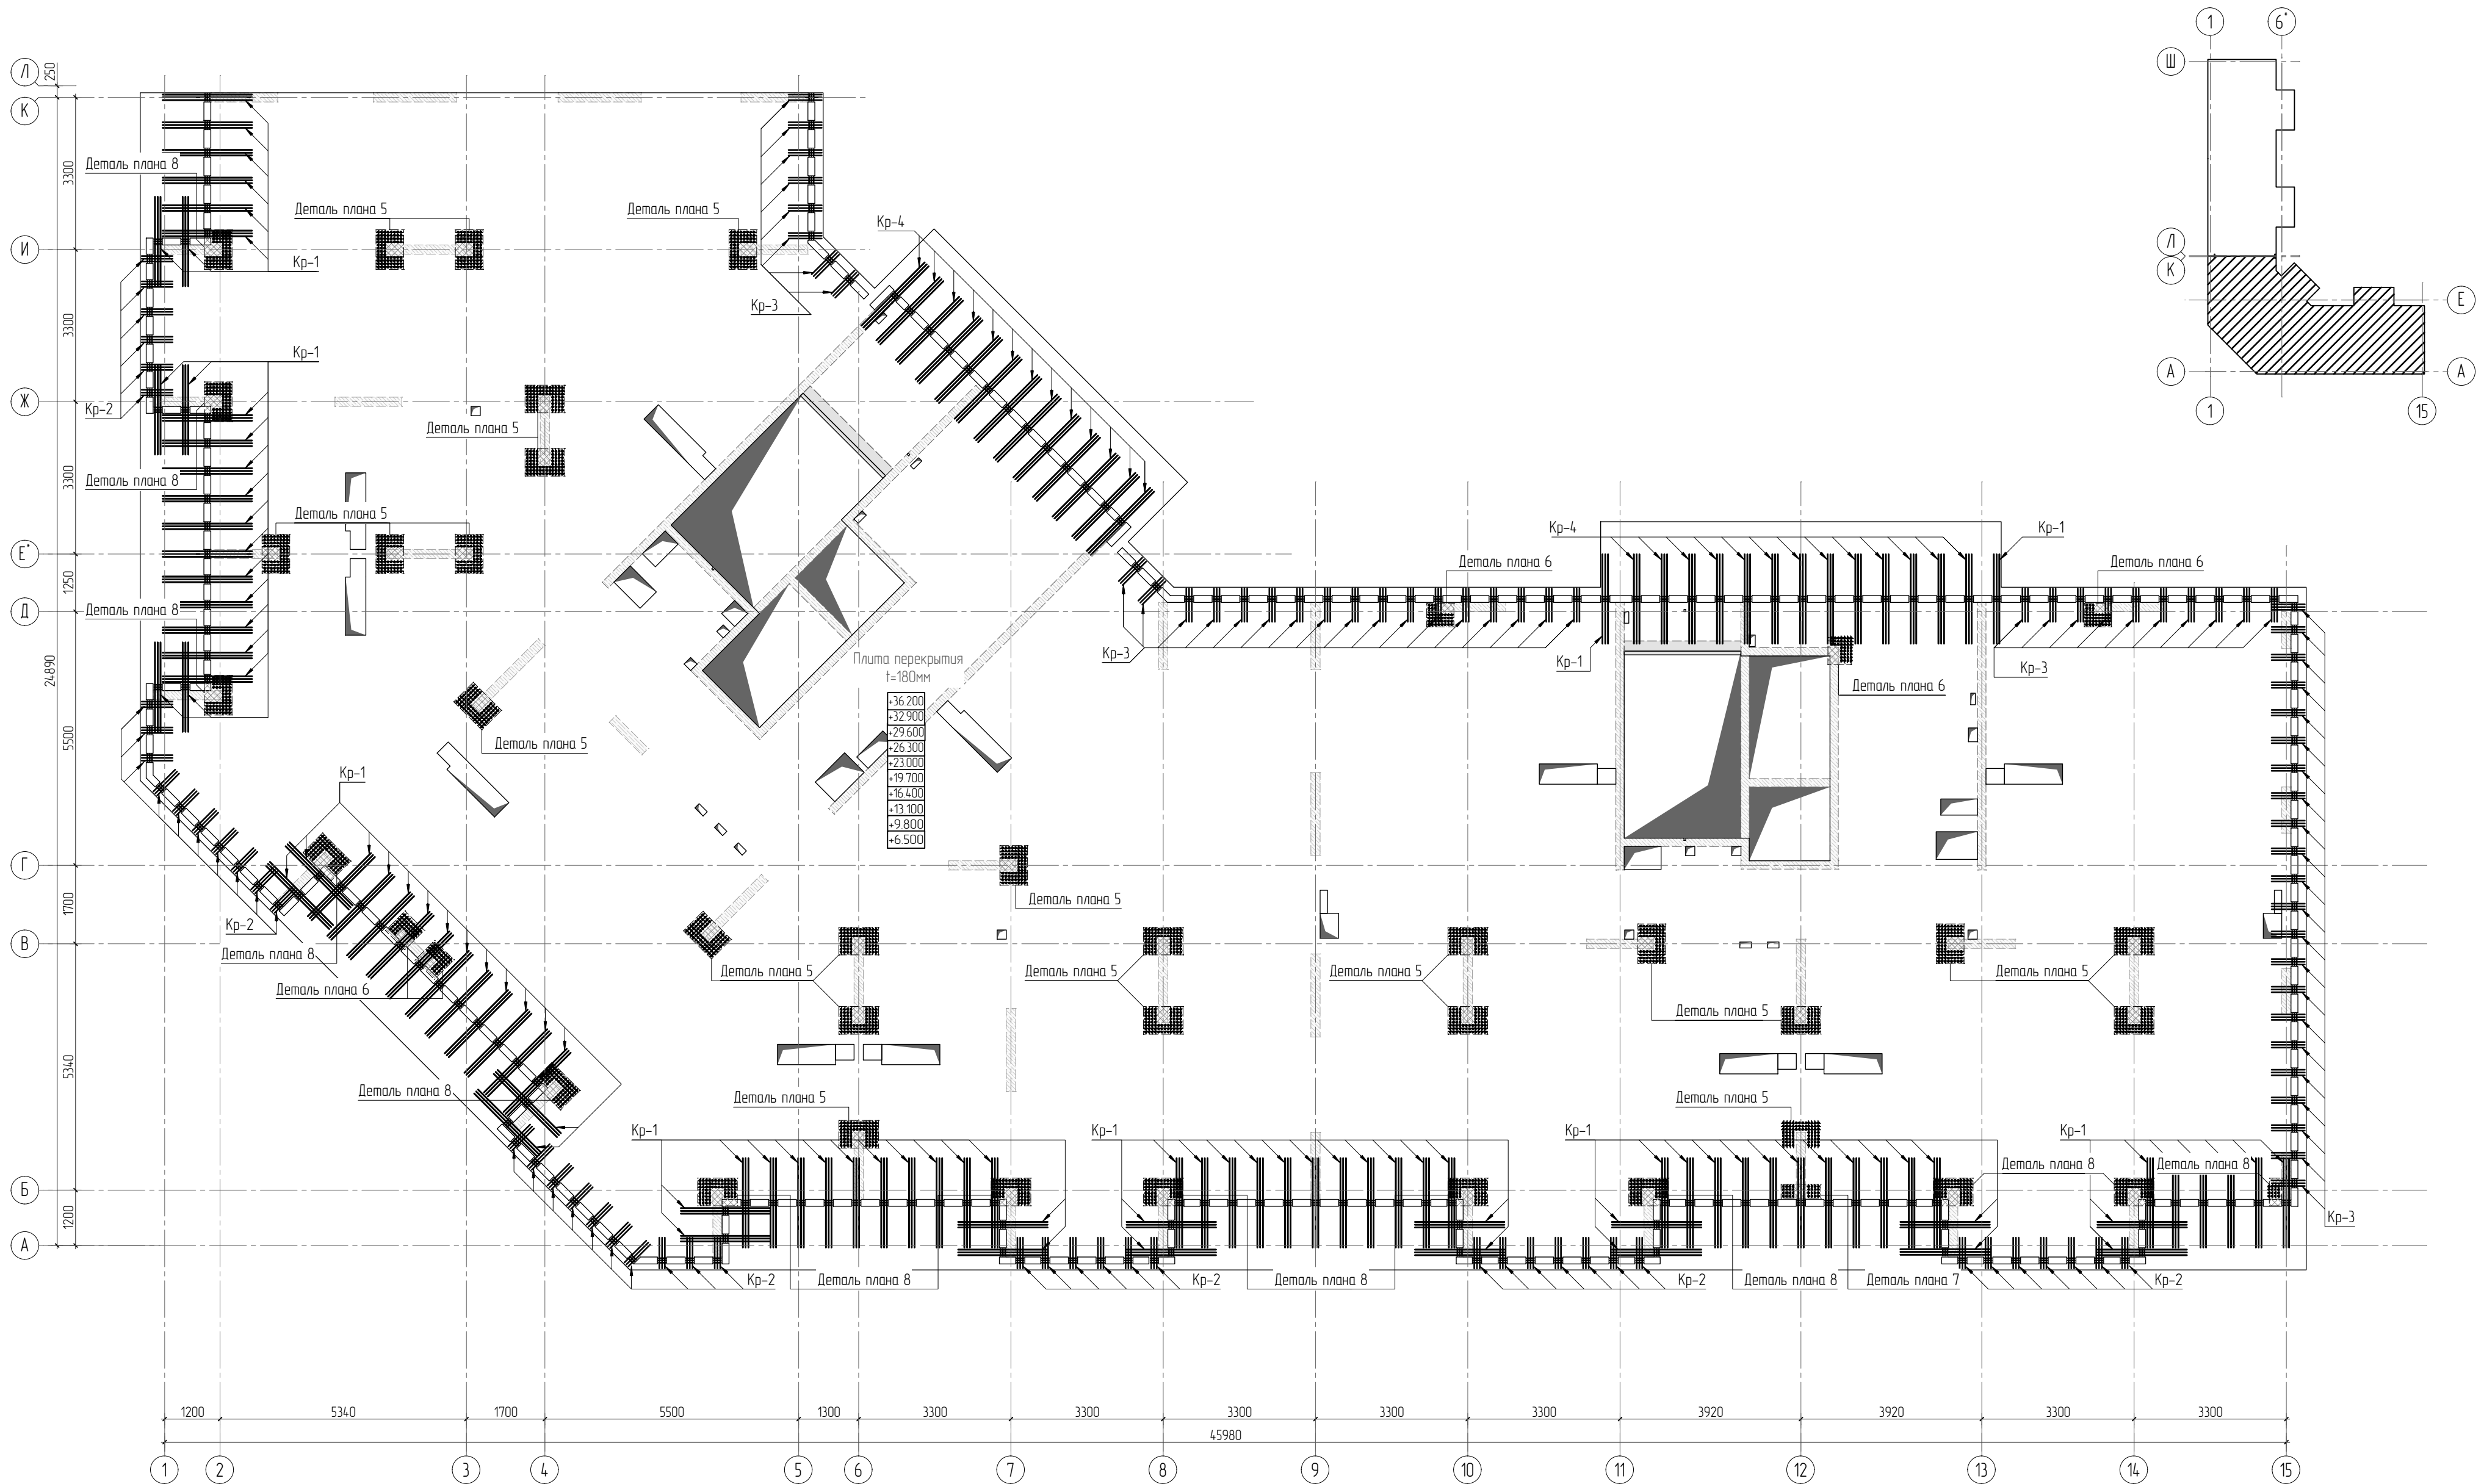 1
6*
Ш
Л
250
К
Кр-4
Деталь плана 8
3300
Деталь плана 5
Деталь плана 5
И
Л
К
Кр-1
Е
Кр-3
3300
Кр-1
А
А
Ж
Кр-2
1
15
Деталь плана 5
3300
Деталь плана 8
Деталь плана 5
Кр-4
Кр-1
Е*
Деталь плана 6
Деталь плана 6
1250
Деталь плана 8
Д
Кр-3
Плита перекрытия
Кр-1
Кр-3
t=180мм
24890
Деталь плана 6
+36.200
+32.900
+29.600
+26.300
+23.000
+19.700
+16.400
+13.100
+9.800
+6.500
5500
Деталь плана 5
Кр-1
Г
1700
Деталь плана 5
Кр-2
В
Деталь плана 8
Деталь плана 5
Деталь плана 5
Деталь плана 5
Деталь плана 5
Деталь плана 6
Деталь плана 5
5340
Деталь плана 8
Деталь плана 5
Деталь плана 5
Кр-1
Кр-1
Кр-1
Кр-1
Деталь плана 8
Деталь плана 8
Б
1200
Кр-3
А
Кр-2
Деталь плана 8
Кр-2
Деталь плана 8
Кр-2
Деталь плана 8
Деталь плана 7
Кр-2
1200
5340
1700
5500
1300
3300
3300
3300
3300
3300
3920
3920
3300
3300
45980
1
2
3
4
5
6
7
8
9
10
11
12
13
14
15